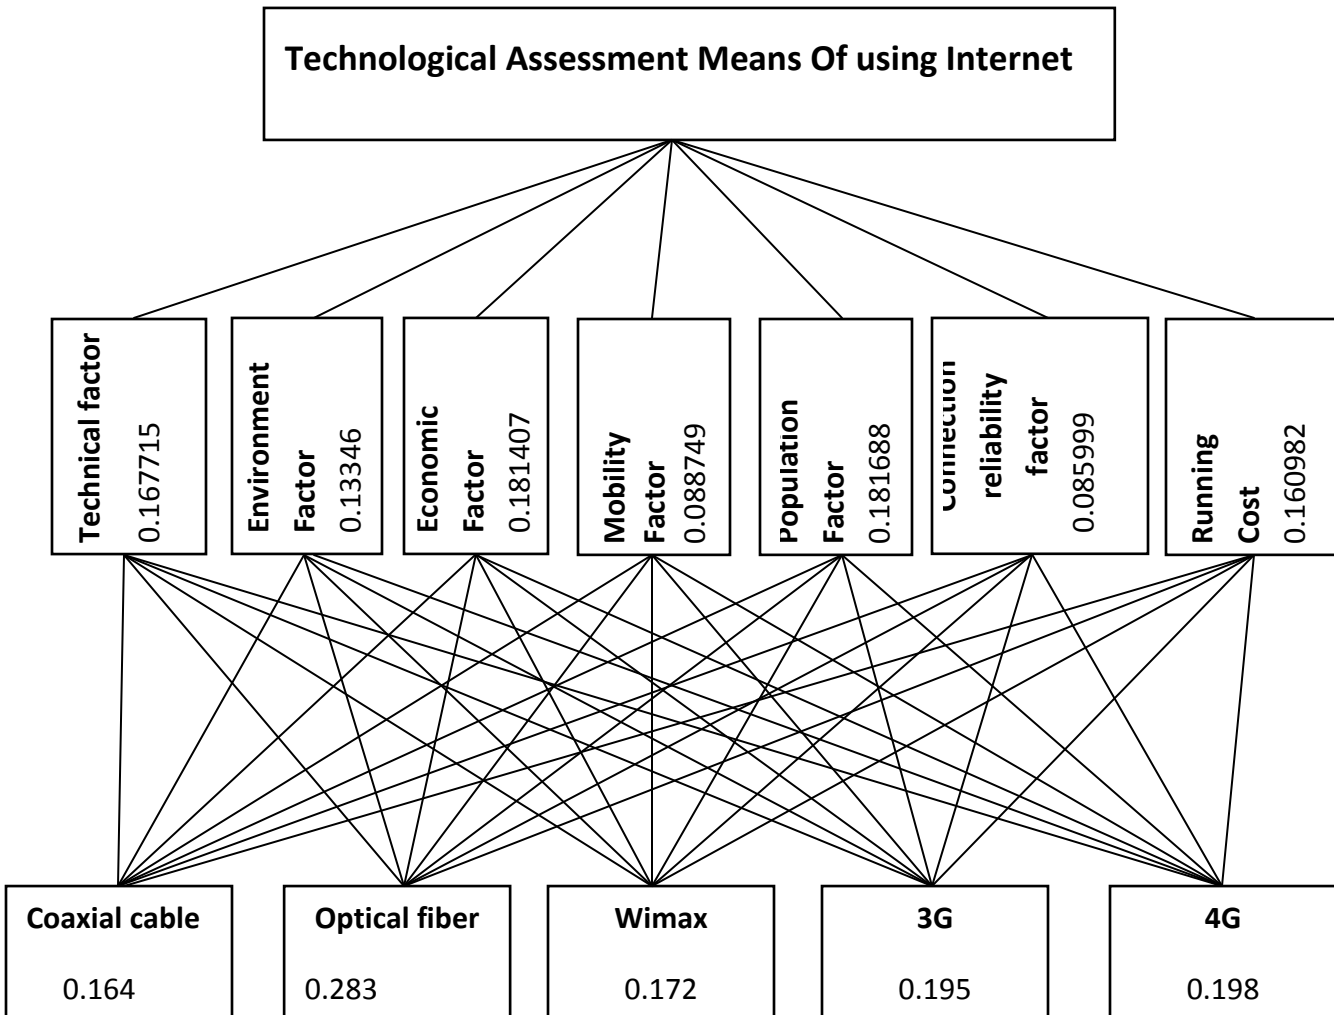 Technological Assessment Means Of using Internet
Technical factor
0.167715
Environment
Factor
0.13346
Economic
Factor
0.181407
Mobility
Factor
0.088749
Population
Factor
0.181688
Connection
reliability
factor
0.085999
Running
Cost
0.160982
Coaxial cable
0.164
Optical fiber
0.283
Wimax
0.172
3G
0.195
4G
0.198